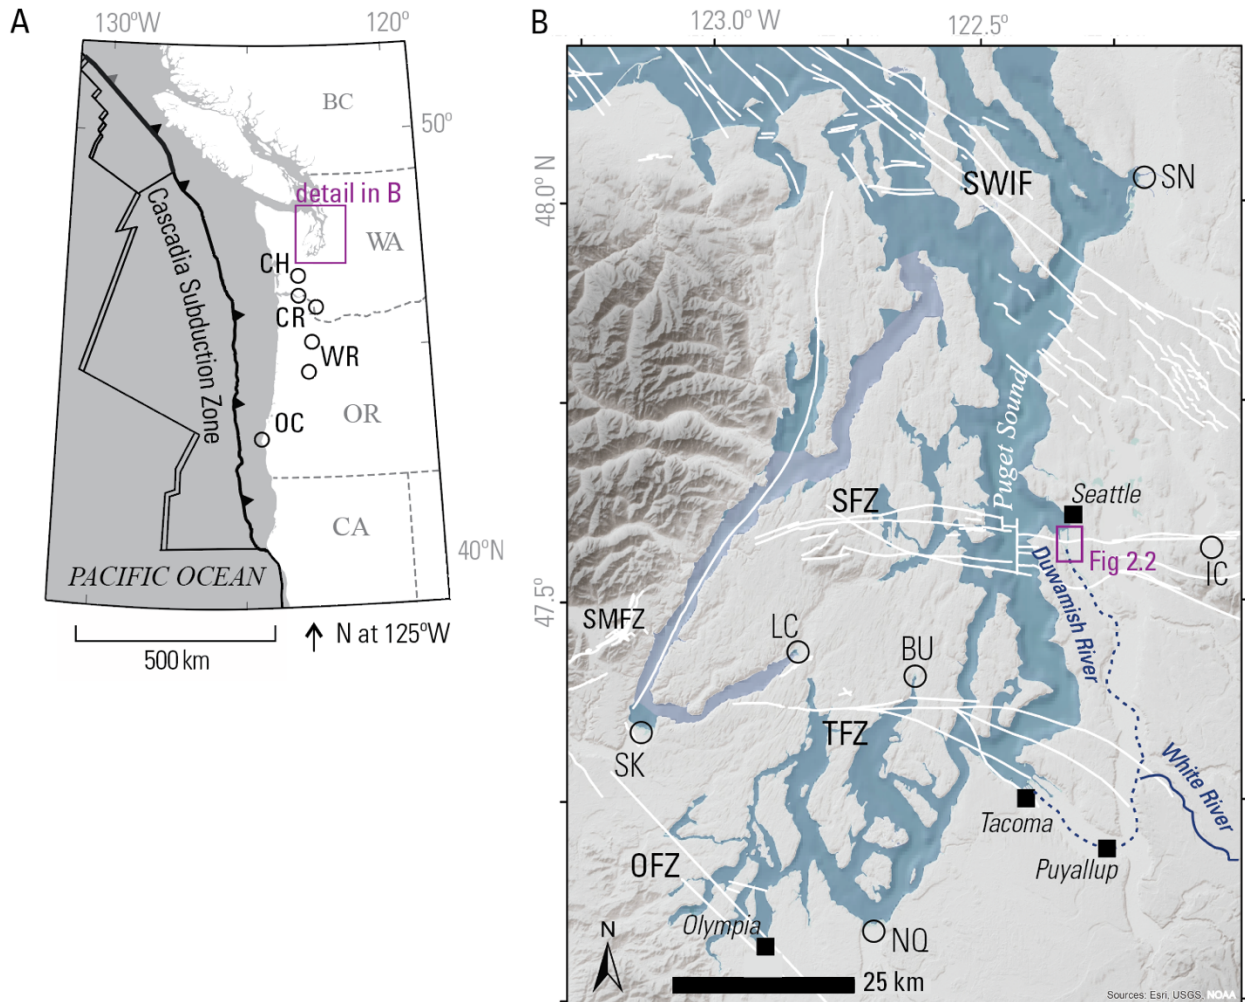 A
130°W
120°
BC
50°
detail in B
WA
Cascadia Subduction Zone
CH
CR
WR
OC
OR
CA
40°N
PACIFIC OCEAN
500 km
N at 125°W
B
123.0°W
122.5°
48.0° N
47.5°
SWIF
SN
Puget Sound
SFZ
Seattle
Fig 2.2
IC
Duwamish River
SMFZ
LC
BU
SK
TFZ
White River
Tacoma
Puyallup
OFZ
Olympia
NQ
N
25 km
Sources: Esri, USGS, NOAA